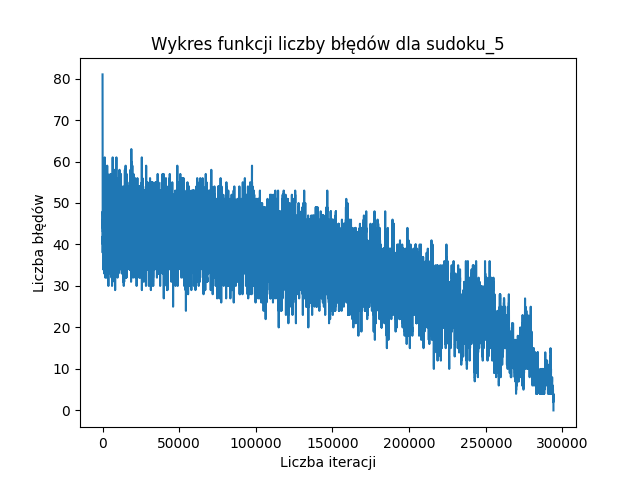 Wykres funkcji liczby błędów dla sudoku_5
80
70
60
50
40
30
20
10
0
Liczba błędów
0 50000 100000 150000 200000 250000 300000
Liczba iteracji